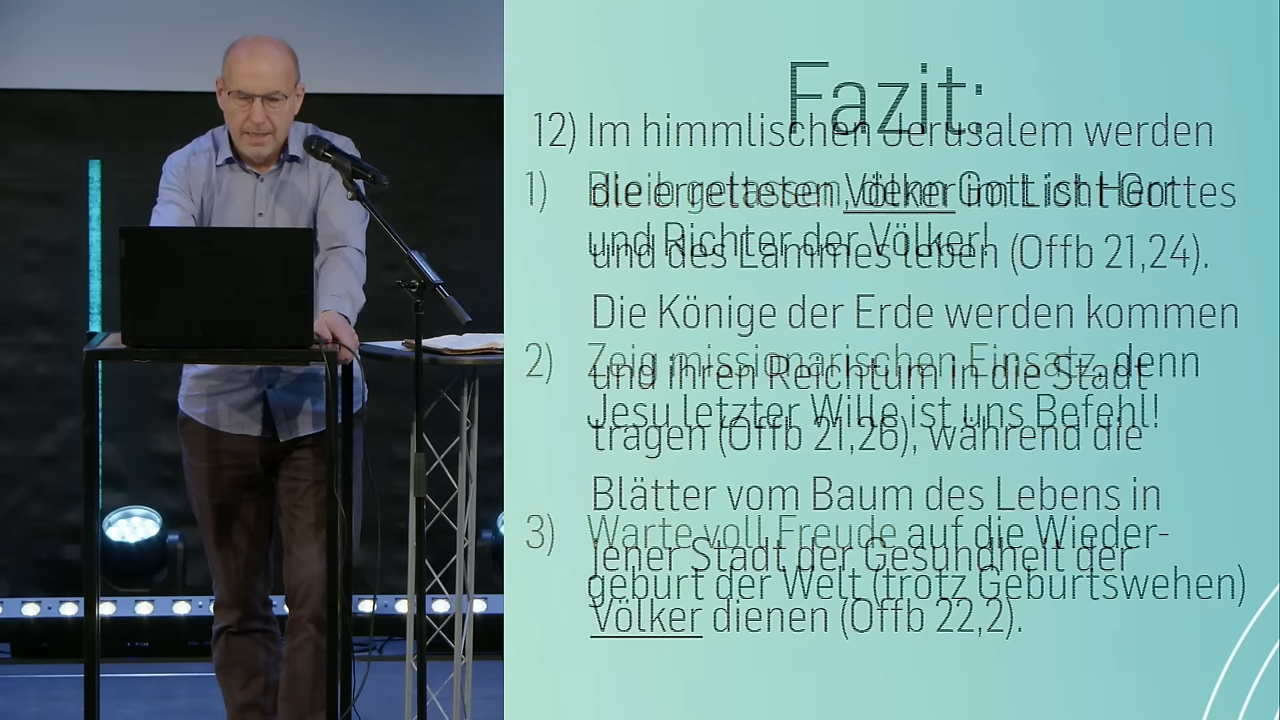 Fazit:
12) Im himmlischen Jerusalem werden
die erretteten Völker im Licht Gottes
und des Lammes leben (Offb 21,24).
Die Könige der Erde werden kommen
und ihren Reichtum in die Stadt
tragen (Offb 21,26), während die
Blätter vom Baum des Lebens in
jener Stadt der Gesundheit der
Völker dienen (Offb 22,2).
1) Bleib gelassen, denn Gott ist Herr
und Richter der Völker!
2) Zeig missionarischen Einsatz, denn
Jesu letzter Wille ist uns Befehl!
3) Warte voll Freude auf die Wieder-
geburt der Welt (trotz Geburtswehen)